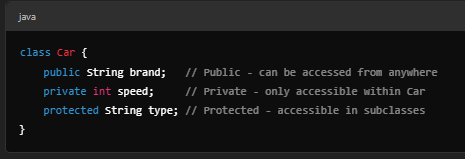 java
class Car {
    public String brand;   // Public - can be accessed from anywhere
    private int speed;     // Private - only accessible within Car
    protected String type; // Protected - accessible in subclasses
}